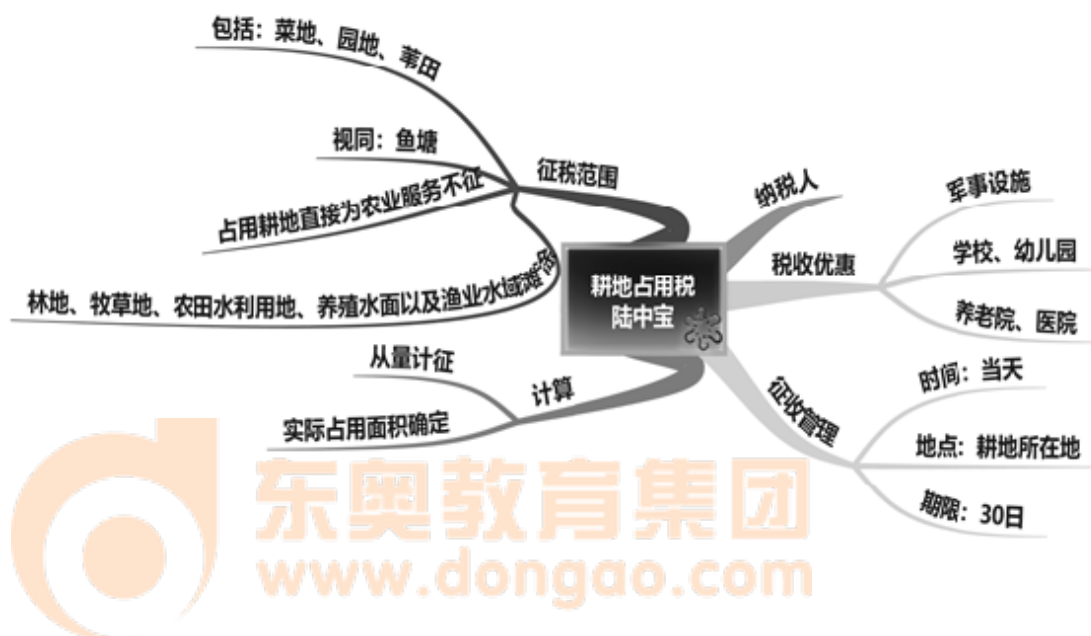 包括：菜地、园地、苇田
视同：鱼塘
占用耕地直接为农业服务不征
林地、牧草地、农田水利用地、养殖水面以及渔业水域滩涂
征税范围
从量计征
实际占用面积确定
计算
耕地占用税
陆中宝
纳税人
税收优惠
军事设施
学校、幼儿园
养老院、医院
征收管理
时间：当天
地点：耕地所在地
期限：30日
东奥教育集团
www.dongao.com